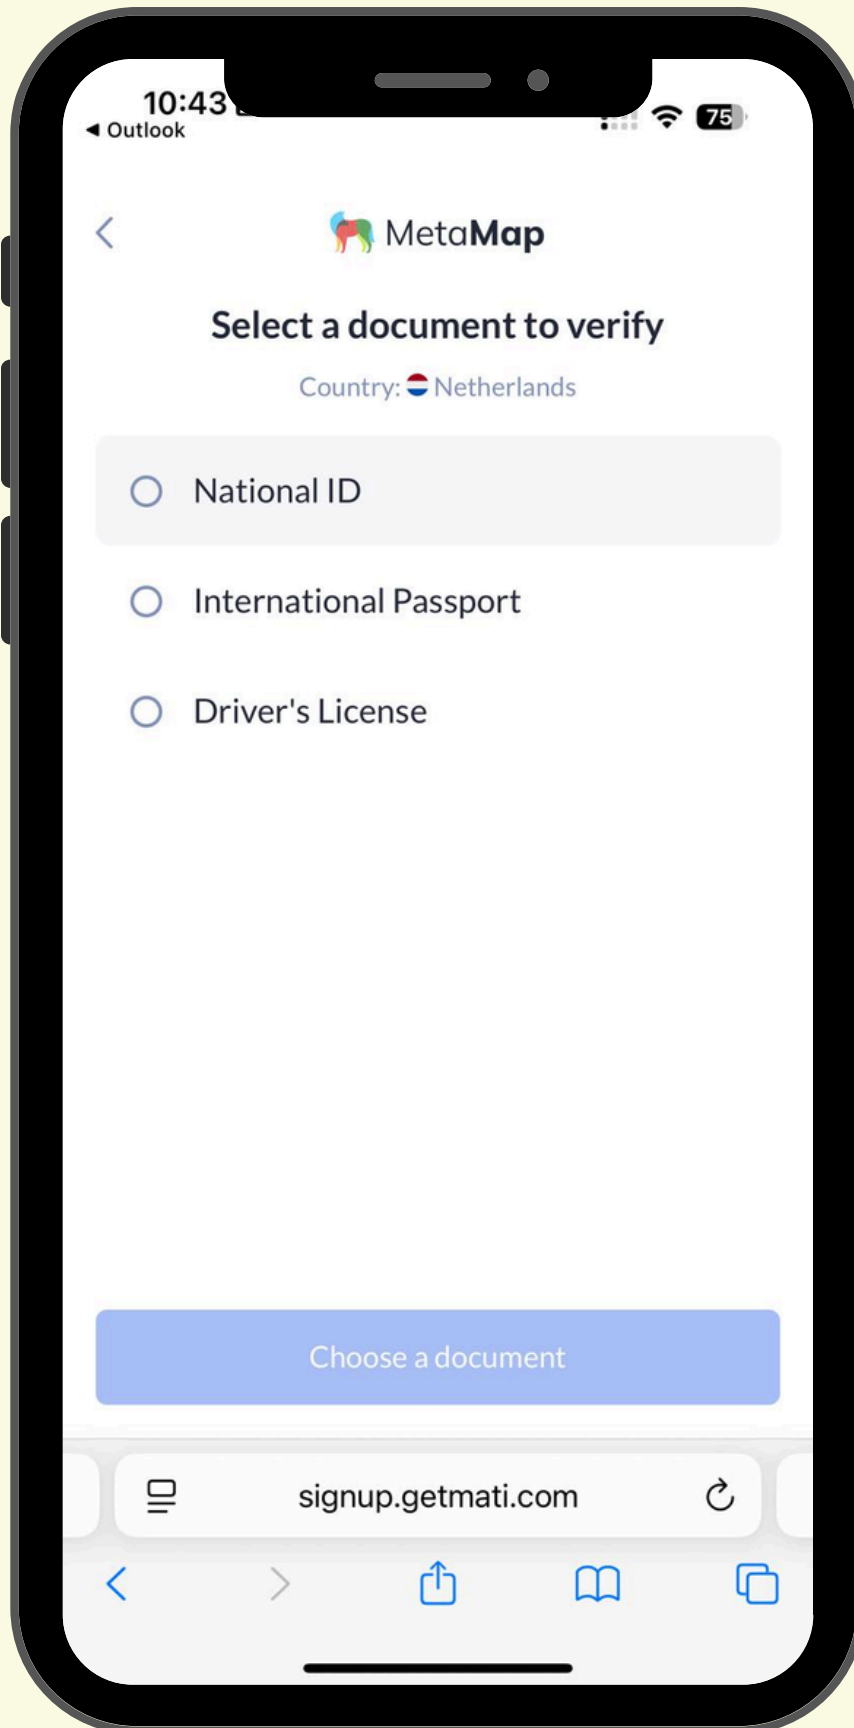 10:43
◀ Outlook
75
MetaMap
Select a document to verify
Country: Netherlands
National ID
International Passport
Driver's License
Choose a document
signup.getmati.com